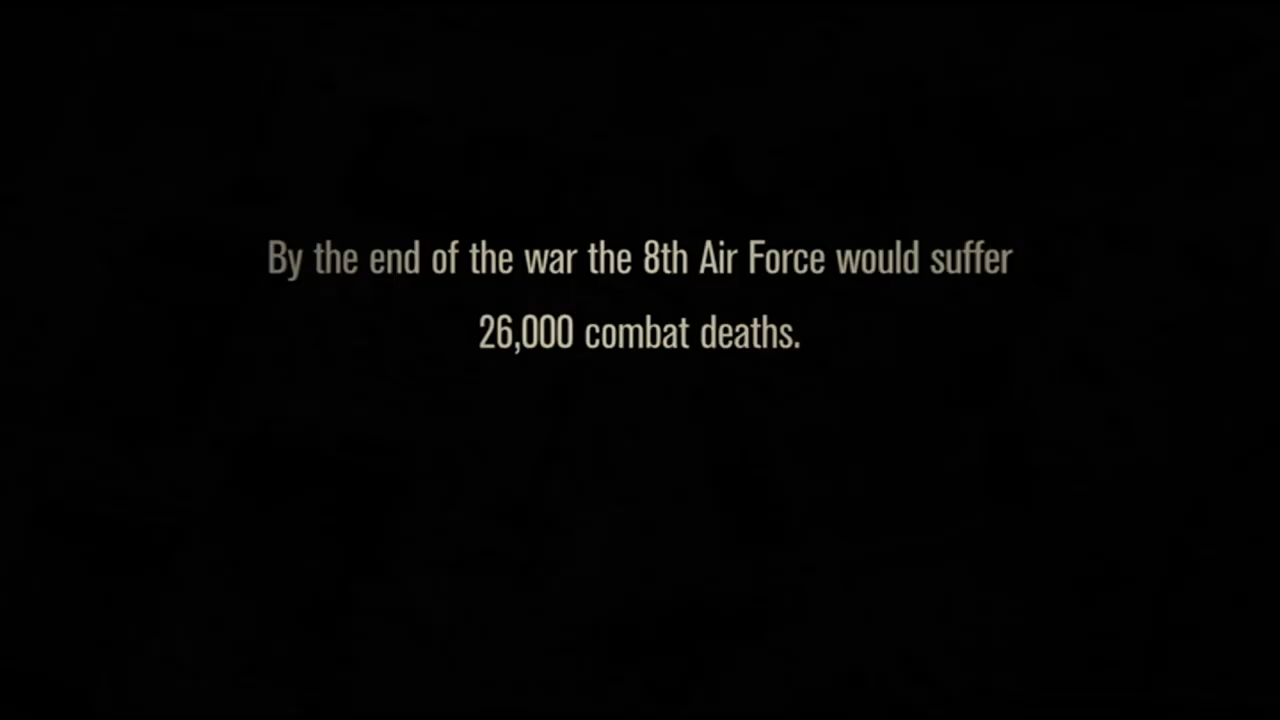 By the end of the war the 8th Air Force would suffer
26,000 combat deaths.